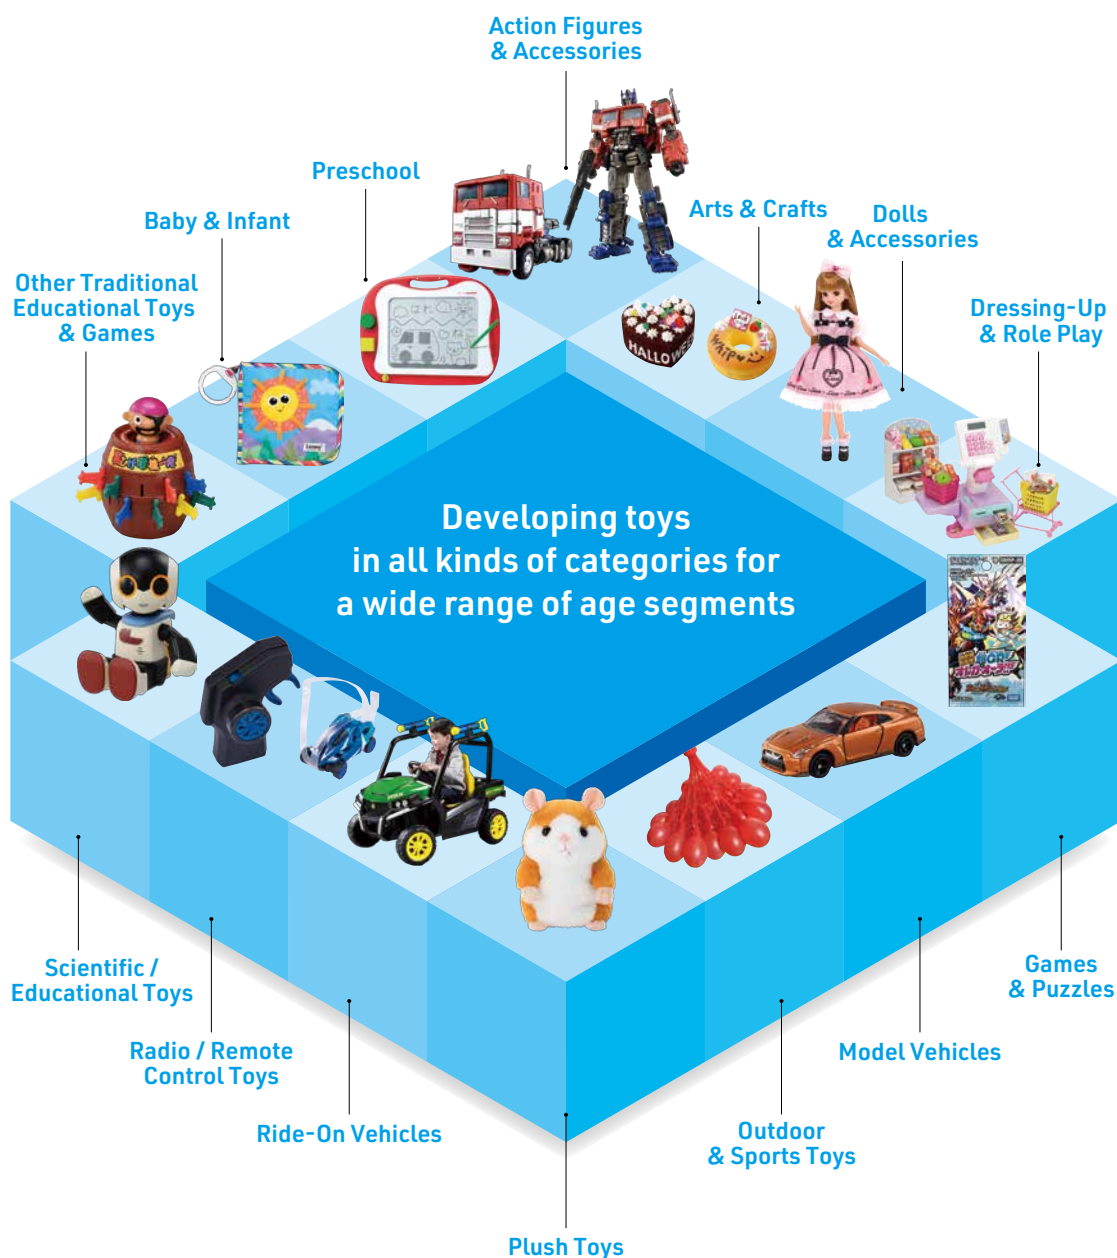 Action Figures
& Accessories
Preschool
Baby & Infant
Other Traditional
Educational Toys
& Games
Arts & Crafts
Dolls
& Accessories
Dressing-Up
& Role Play
HALLOWE
Whip
Developing toys
in all kinds of categories for
a wide range of age segments
Scientific /
Educational Toys
Radio / Remote
Control Toys
Ride-On Vehicles
Plush Toys
Outdoor
& Sports Toys
Model Vehicles
Games
& Puzzles